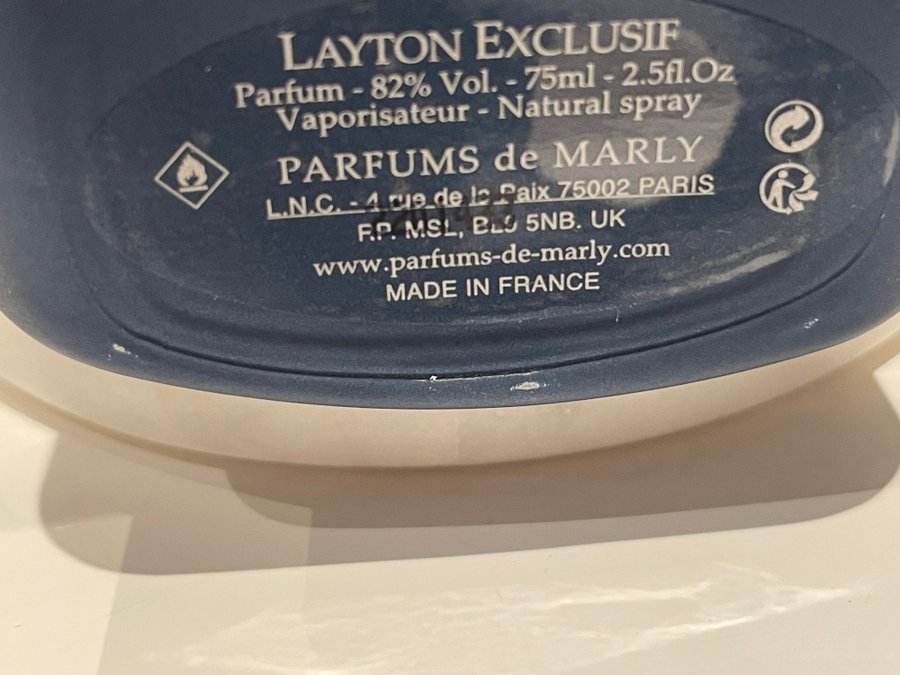 LAYTON EXCLUSIF
Parfum - 82% Vol. - 75ml - 2.5fl.Oz
Vaporisateur - Natural spray
PARFUMS de MARLY
L.N.C. - 4 rue de la Paix 75002 PARIS
R.P. MSL, BL0 5NB. UK
www.parfums-de-marly.com
MADE IN FRANCE